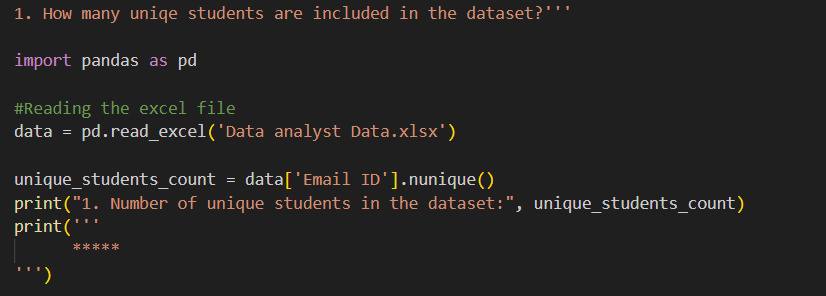 1. How many uniqe students are included in the dataset?'''
import pandas as pd
#Reading the excel file
data = pd.read_excel('Data analyst Data.xlsx')
unique_students_count = data['Email ID'].nunique()
print("1. Number of unique students in the dataset:", unique_students_count)
print('''
*****
''')